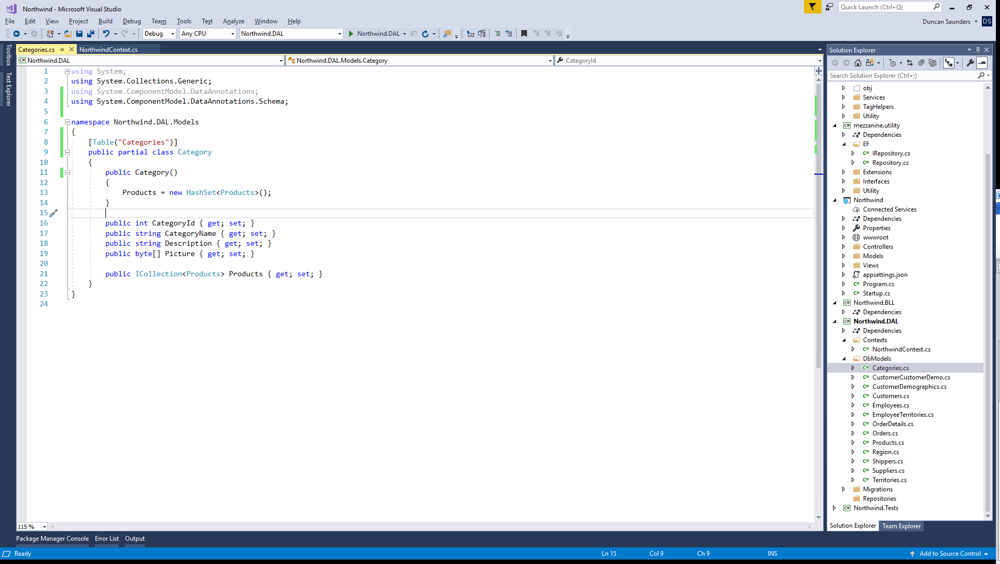 Northwind - Microsoft Visual Studio
Quick Launch (Ctrl+Q)
File Edit View Project Build Debug Team Tools Test Analyze Window Help
Duncan Saunders DS
Debug Any CPU Northwind.DAL Northwind.DAL
Toolbox
Test Explorer
Categories.cs NorthwindContext.cs
Northwind.DAL Northwind.DAL.Models.Category CategoryId
1 using System;
2 using System.Collections.Generic;
3 using System.ComponentModel.DataAnnotations;
4 using System.ComponentModel.DataAnnotations.Schema;
5
6 namespace Northwind.DAL.Models
7 {
8 [Table("Categories")]
9 public partial class Category
10 {
11 public Category()
12 {
13 Products = new HashSet<Products>();
14 }
15
16 public int CategoryId { get; set; }
17 public string CategoryName { get; set; }
18 public string Description { get; set; }
19 public byte[] Picture { get; set; }
20
21 public ICollection<Products> Products { get; set; }
22 }
23 }
24
115 %
Solution Explorer
Search Solution Explorer (Ctrl+;)
obj
Services
TagHelpers
Utility
C# mezzanine.utility
Dependencies
EF
C# IRepository.cs
C# Repository.cs
Extensions
Interfaces
Utility
Northwind
Connected Services
Dependencies
Properties
wwwroot
Controllers
Models
Views
appsettings.json
C# Program.cs
C# Startup.cs
C# Northwind.BLL
Dependencies
C# Northwind.DAL
Dependencies
Contexts
C# NorthwindContext.cs
DbModels
C# Categories.cs
C# CustomerCustomerDemo.cs
C# CustomerDemographics.cs
C# Customers.cs
C# Employees.cs
C# EmployeeTerritories.cs
C# OrderDetails.cs
C# Orders.cs
C# Products.cs
C# Region.cs
C# Shippers.cs
C# Suppliers.cs
C# Territories.cs
Migrations
Repositories
C# Northwind.Tests
Solution Explorer Team Explorer
Package Manager Console Error List Output
Ready Ln 15 Col 9 Ch 9 INS Add to Source Control